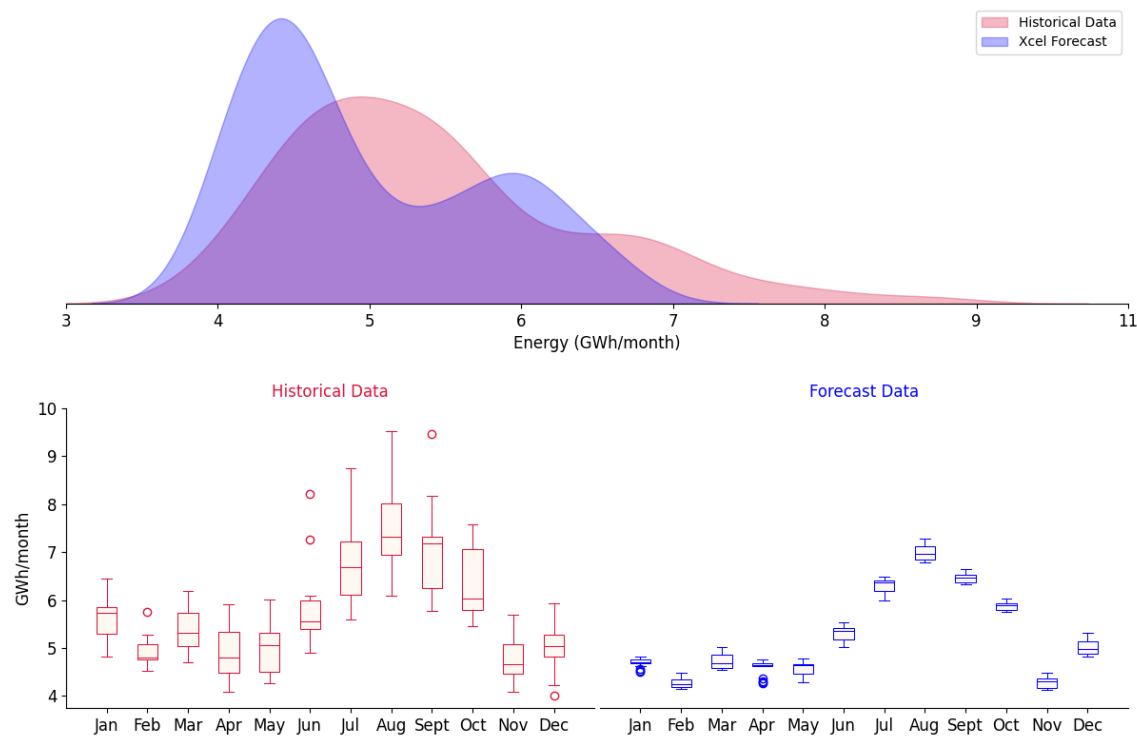 Historical Data
Xcel Forecast
3 4 5 6 7 8 9 10 11
Energy (GWh/month)
Historical Data
Forecast Data
10
9
8
7
6
5
4
GWh/month
Jan Feb Mar Apr May Jun Jul Aug Sept Oct Nov Dec
Jan Feb Mar Apr May Jun Jul Aug Sept Oct Nov Dec